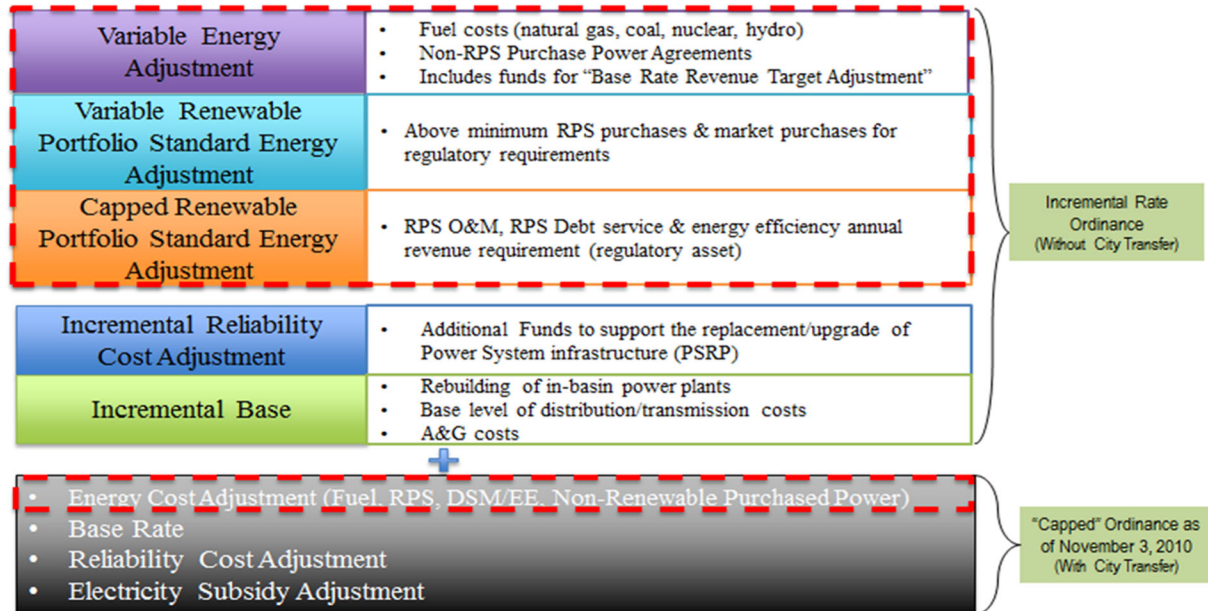 Variable Energy
Adjustment
• Fuel costs (natural gas, coal, nuclear, hydro)
• Non-RPS Purchase Power Agreements
• Includes funds for “Base Rate Revenue Target Adjustment”
Variable Renewable
Portfolio Standard Energy
Adjustment
• Above minimum RPS purchases & market purchases for
regulatory requirements
Capped Renewable
Portfolio Standard Energy
Adjustment
• RPS O&M, RPS Debt service & energy efficiency annual
revenue requirement (regulatory asset)
Incremental Rate
Ordinance
(Without City Transfer)
Incremental Reliability
Cost Adjustment
• Additional Funds to support the replacement/upgrade of
Power System infrastructure (PSRP)
Incremental Base
• Rebuilding of in-basin power plants
• Base level of distribution/transmission costs
• A&G costs
+
• Energy Cost Adjustment (Fuel, RPS, DSM/EE, Non-Renewable Purchased Power)
• Base Rate
• Reliability Cost Adjustment
• Electricity Subsidy Adjustment
“Capped” Ordinance as
of November 3, 2010
(With City Transfer)